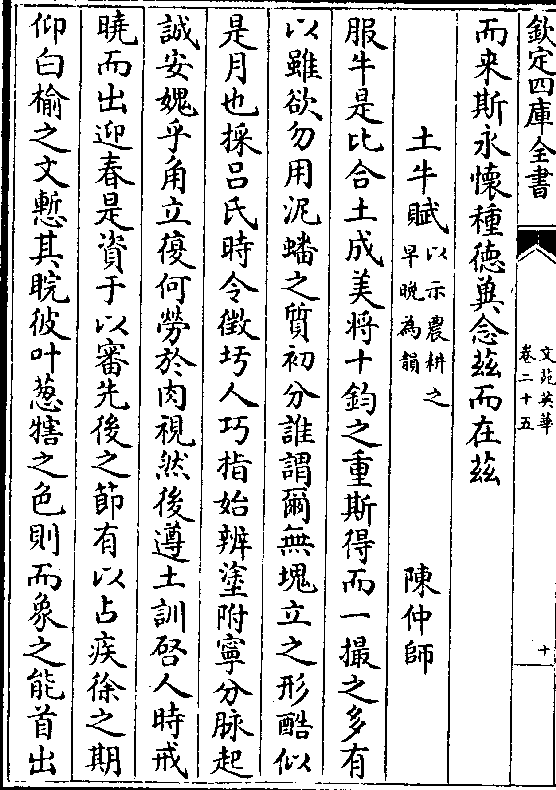 欽定四庫全書
文苑英華
卷二十五
十
而来斯永懷種徳㒷念兹而在兹
土牛賦以示農耕之早晚為韻
陳仲師
服牛是比合土成美将十鈞之重斯得而一撮之多有
以雖欲勿用泥蟠之質初分誰謂爾無塊立之形酷似
是月也採吕氏時令徵圬人巧指始辨塗附寧分脉起
誠安媿乎角立復何勞於肉視然後遵土訓啓人時戒
曉而出迎春是資于以審先後之節有以占疾徐之期
仰白榆之文慙其睆彼叶葱犗之色則而象之能首出